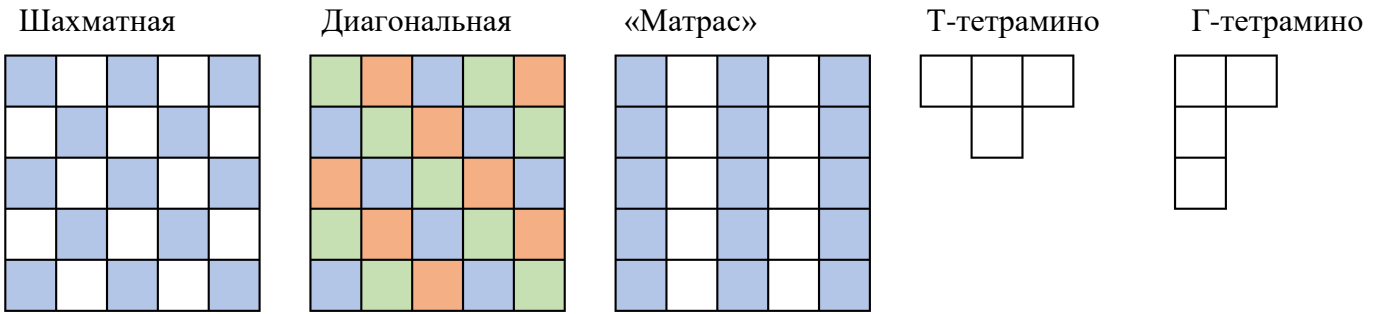 Шахматная
Диагональная
«Матрас»
Т-тетрамино
Г-тетрамино